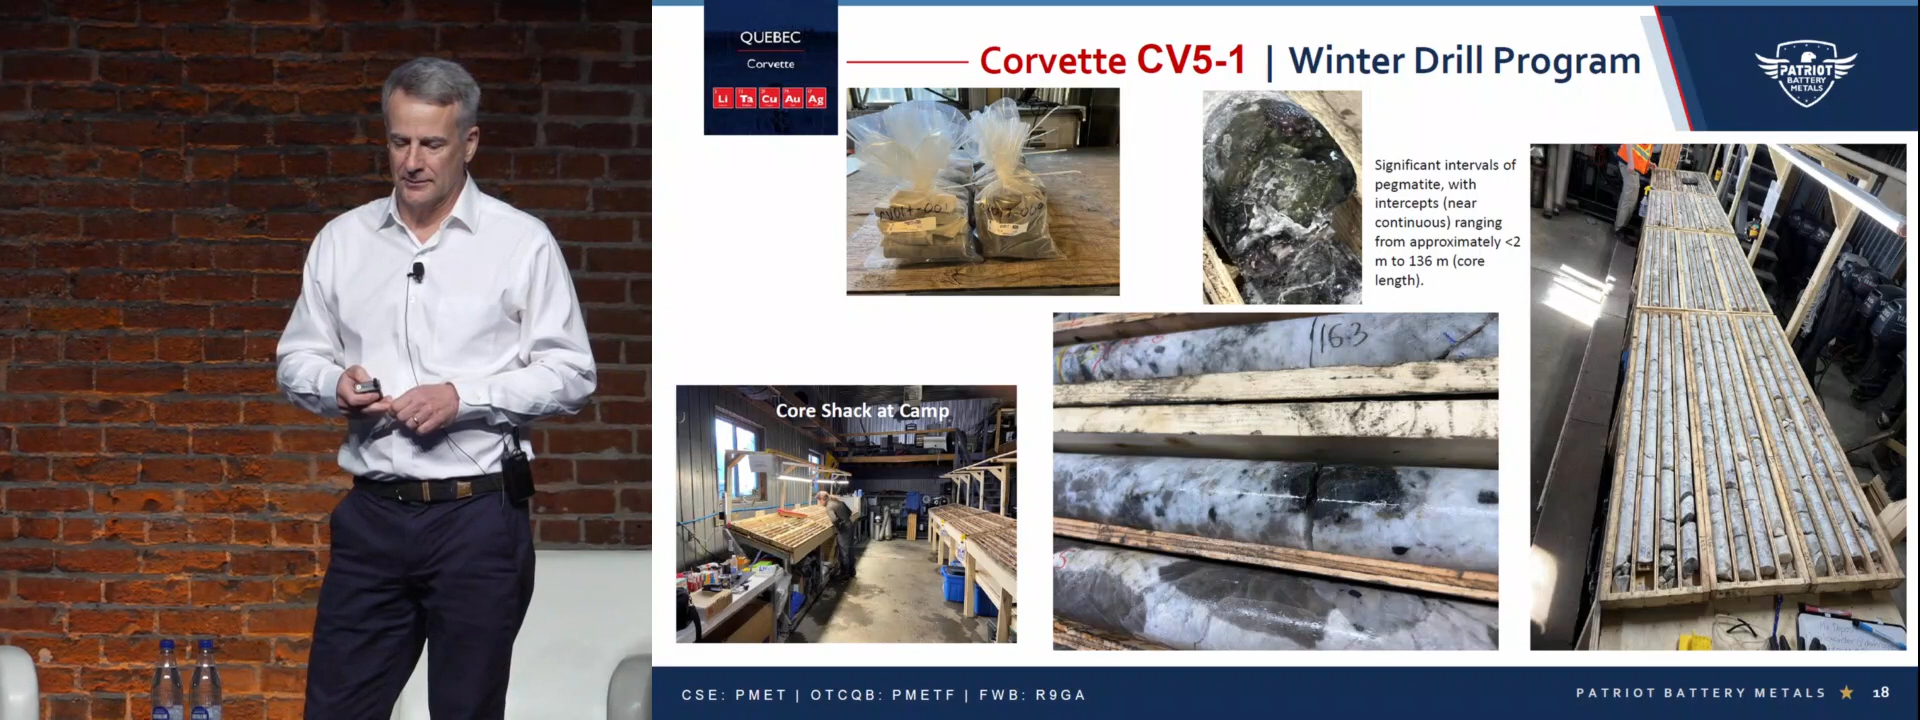 QUEBEC
Corvette
Li Ta Cu Au Ag
Corvette CV5-1 | Winter Drill Program
PATRIOT
BATTERY
METALS
Significant intervals of
pegmatite, with
intercepts (near
continuous) ranging
from approximately <2
m to 136 m (core
length).
163
Core Shack at Camp
CSE: PMET | OTCQB: PMETF | FWB: R9GA
PATRIOT BATTERY METALS
18